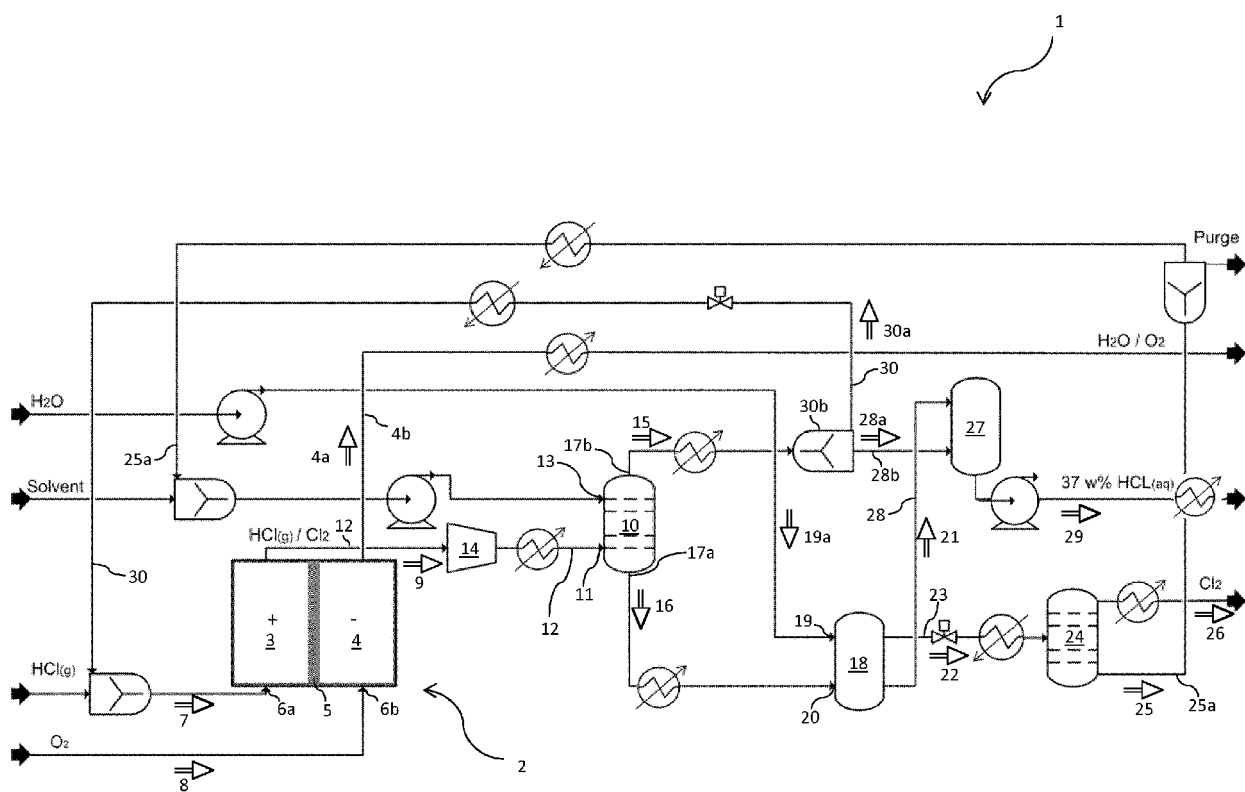 1
Purge
30a
H2O / O2
H2O
30
30b
28a
27
4b
15
17b
28b
25a
4a
13
Solvent
37 w% HCL(aq)
10
28
HCl(g) / Cl2
12
19a
14
21
29
17a
30
9
11
12
16
Cl2
23
+
-
19
24
26
3
4
18
22
HCl(g)
7
6a
5
6b
20
25
25a
O2
2
8